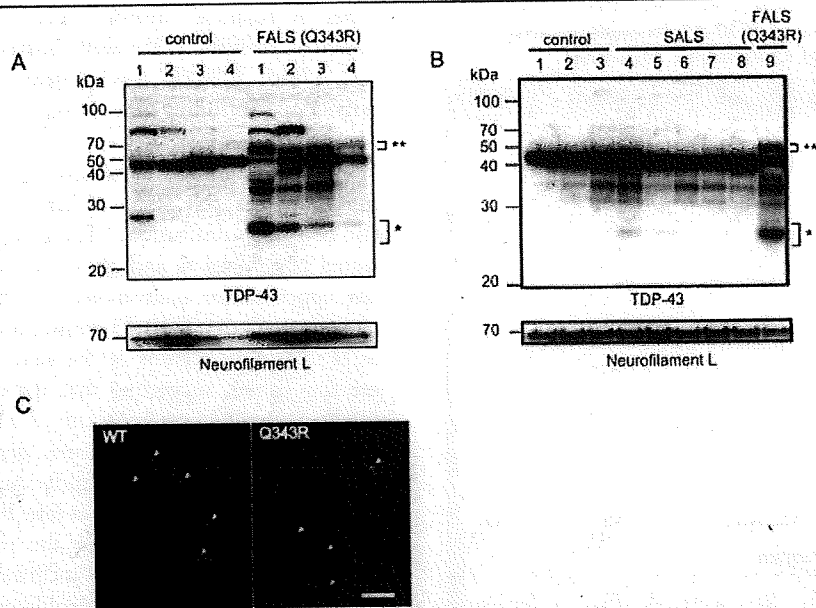 A
control FALS (Q343R)
1 2 3 4 1 2 3 4
kDa
100
70
50
40
30
20
**
*
TDP-43
70
Neurofilament L
B
control SALS FALS (Q343R)
1 2 3 4 5 6 7 8 9
kDa
100
70
50
40
30
20
**
*
TDP-43
70
Neurofilament L
C
WT Q343R